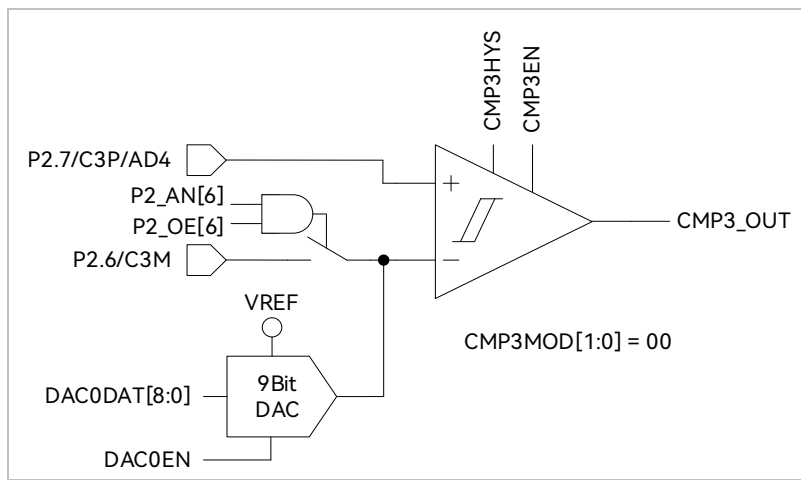 CMP3HYS
CMP3EN
P2.7/C3P/AD4
+
P2_AN[6]
P2_OE[6]
P2.6/C3M
−
CMP3_OUT
VREF
CMP3MOD[1:0] = 00
DAC0DAT[8:0]
9Bit
DAC
DAC0EN